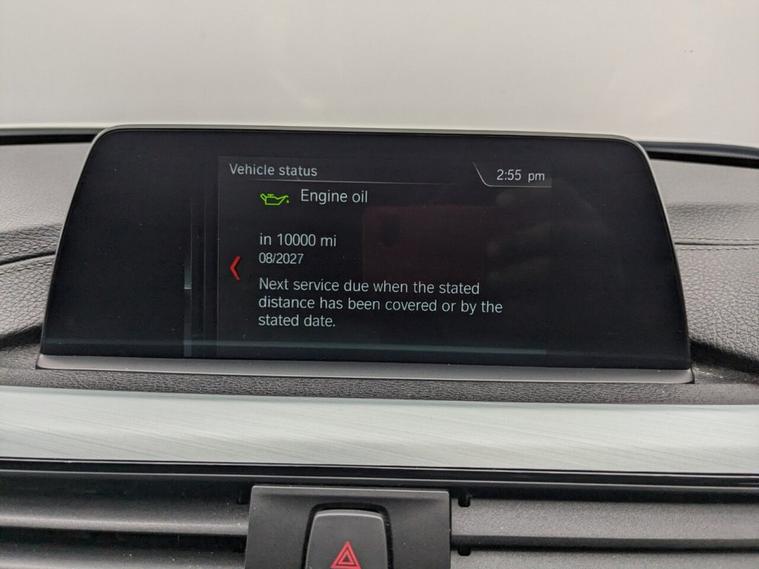 Vehicle status
2:55 pm
Engine oil
in 10000 mi
08/2027
Next service due when the stated
distance has been covered or by the
stated date.